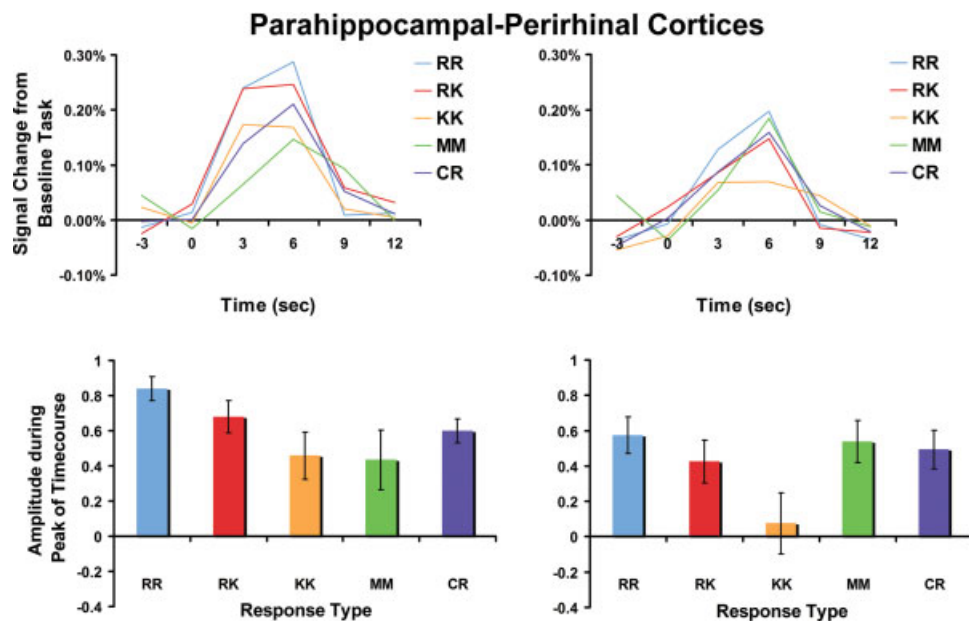 Parahippocampal-Perirhinal Cortices
Signal Change from
Baseline Task
0.30%
0.20%
0.10%
0.00%
-0.10%
-3 0 3 6 9 12
Time (sec)
RR
RK
KK
MM
CR
0.30%
0.20%
0.10%
0.00%
-0.10%
-3 0 3 6 9 12
Time (sec)
RR
RK
KK
MM
CR
Amplitude during
Peak of Timecourse
1
0.8
0.6
0.4
0.2
0
-0.2
-0.4
RR RK KK MM CR
Response Type
1
0.8
0.6
0.4
0.2
0
-0.2
-0.4
RR RK KK MM CR
Response Type